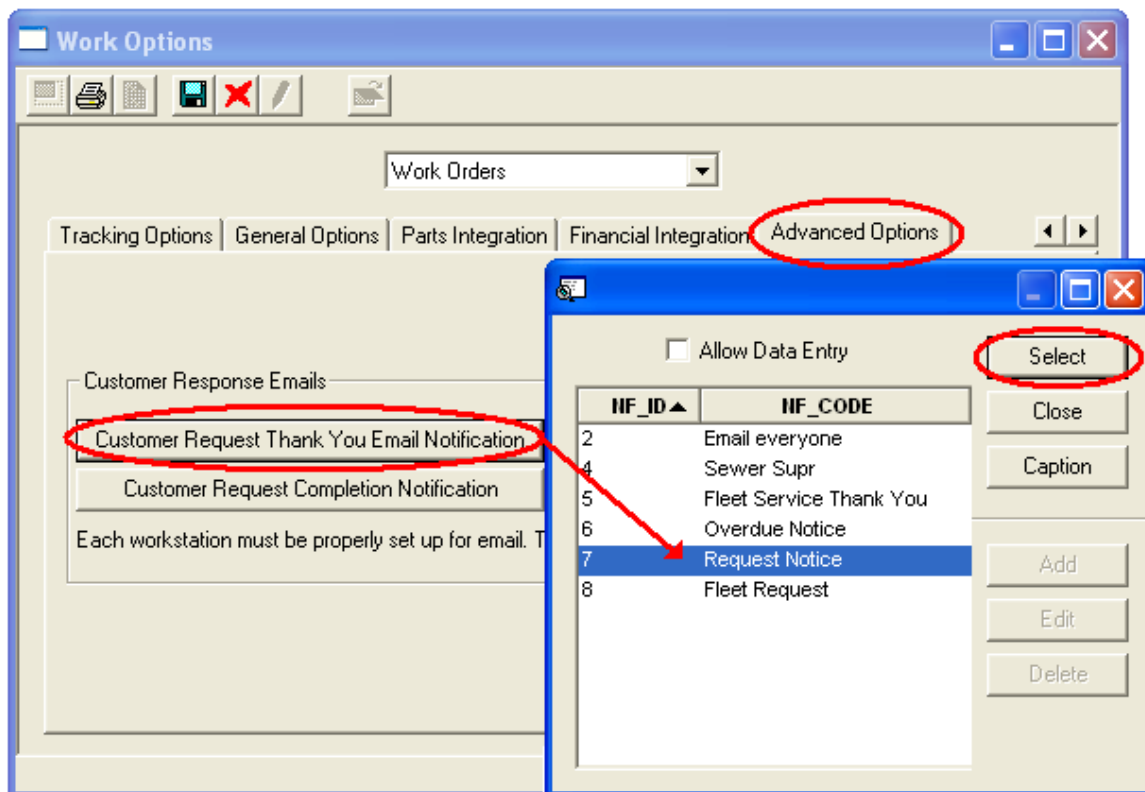 Work Options
Work Orders
Tracking Options General Options Parts Integration Financial Integration Advanced Options
Allow Data Entry
Select
Customer Response Emails
NF_ID NF_CODE
Close
2 Email everyone
Customer Request Thank You Email Notification
4 Sewer Supr
Caption
5 Fleet Service Thank You
Customer Request Completion Notification
6 Overdue Notice
Each workstation must be properly set up for email. T
7 Request Notice
Add
8 Fleet Request
Edit
Delete